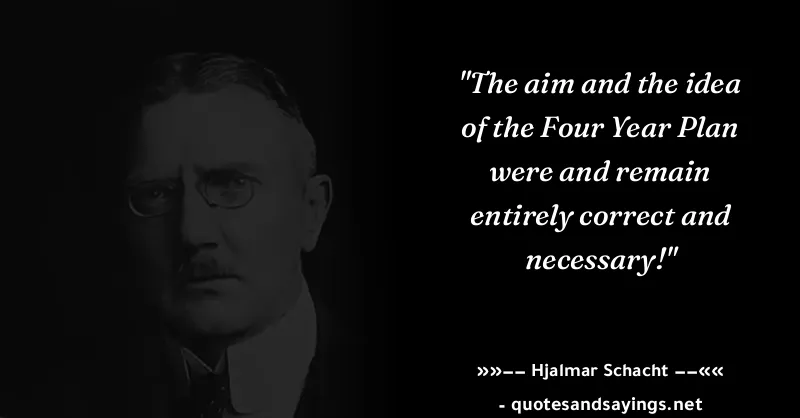 "The aim and the idea
of the Four Year Plan
were and remain
entirely correct and
necessary!"
»»–– Hjalmar Schacht ––««
- quotesandsayings.net